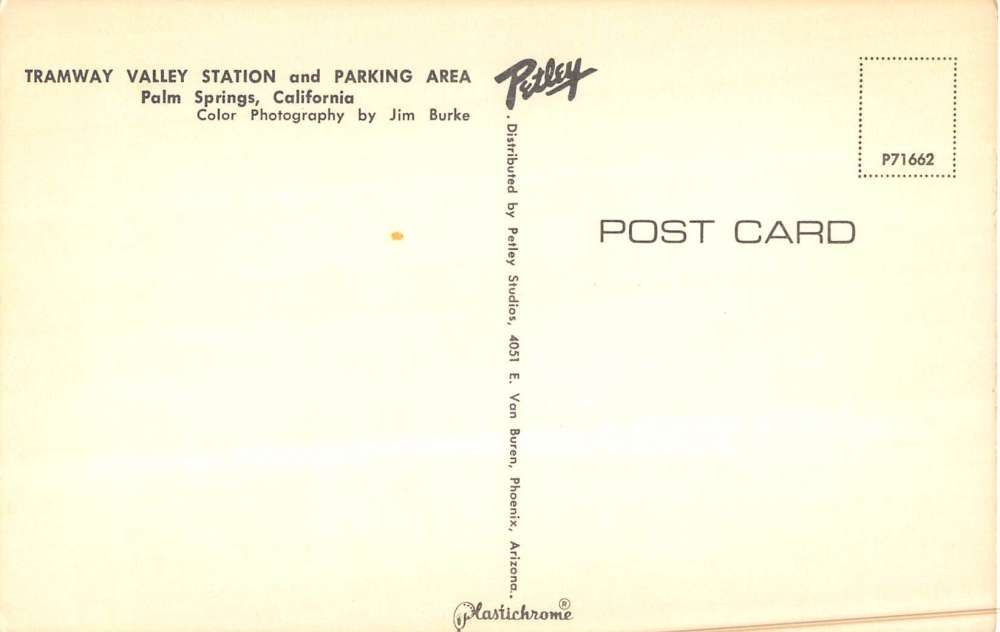 TRAMWAY VALLEY STATION and PARKING AREA
Palm Springs, California
Color Photography by Jim Burke
Petley
. Distributed by Petley Studios, 4051 E. Van Buren, Phoenix, Arizona.
P71662
POST CARD
Plastichrome®